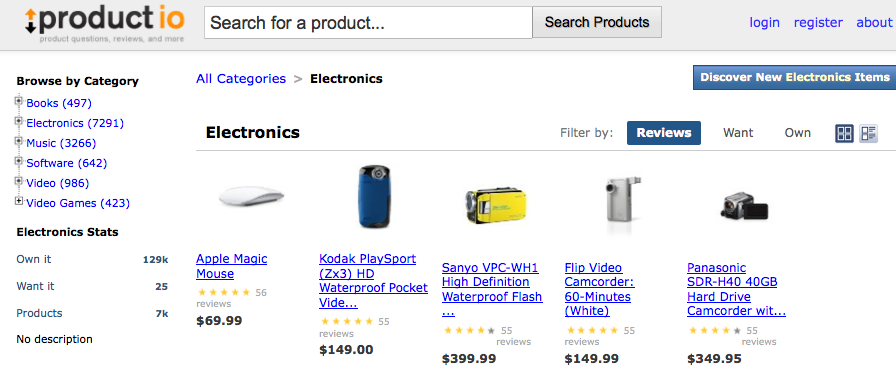 productio
product questions, reviews, and more
Search for a product...
Search Products
login register about
Browse by Category
Books (497)
Electronics (7291)
Music (3266)
Software (642)
Video (986)
Video Games (423)
Electronics Stats
Own it 129k
Want it 25
Products 7k
No description
All Categories > Electronics
Discover New Electronics Items
Electronics
Filter by: Reviews Want Own
Apple Magic
Mouse
56
reviews
$69.99
Kodak PlaySport
(Zx3) HD
Waterproof Pocket
Vide...
55
reviews
$149.00
Sanyo VPC-WH1
High Definition
Waterproof Flash
...
55
reviews
$399.99
Flip Video
Camcorder:
60-Minutes
(White)
55
reviews
$149.99
Panasonic
SDR-H40 40GB
Hard Drive
Camcorder wit...
55
reviews
$349.95